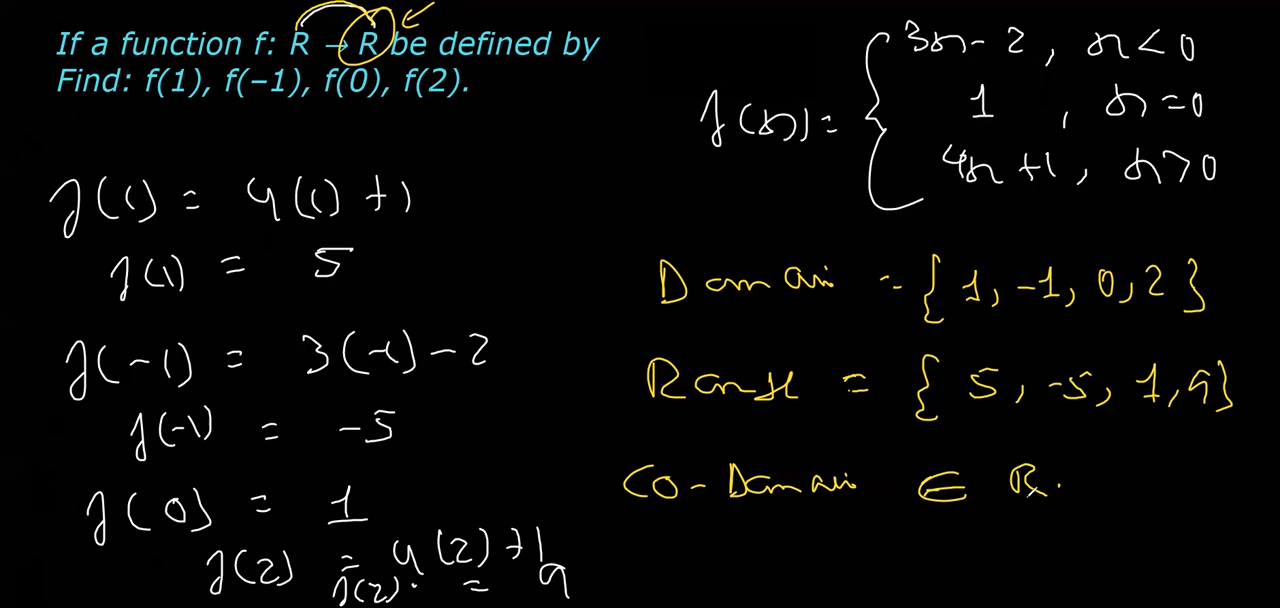 If a function f: R → R be defined by
Find: f(1), f(−1), f(0), f(2).
f(x) = { 3x - 2 , x < 0
1 , x = 0
4x + 1 , x > 0
f(1) = 4(1) + 1
f(1) = 5
f(-1) = 3(-1) - 2
f(-1) = -5
f(0) = 1
f(2) = 4(2) + 1
f(2) = 9
Domain = { 1, -1, 0, 2 }
Range = { 5, -5, 1, 9 }
Co-Domain ∈ R.